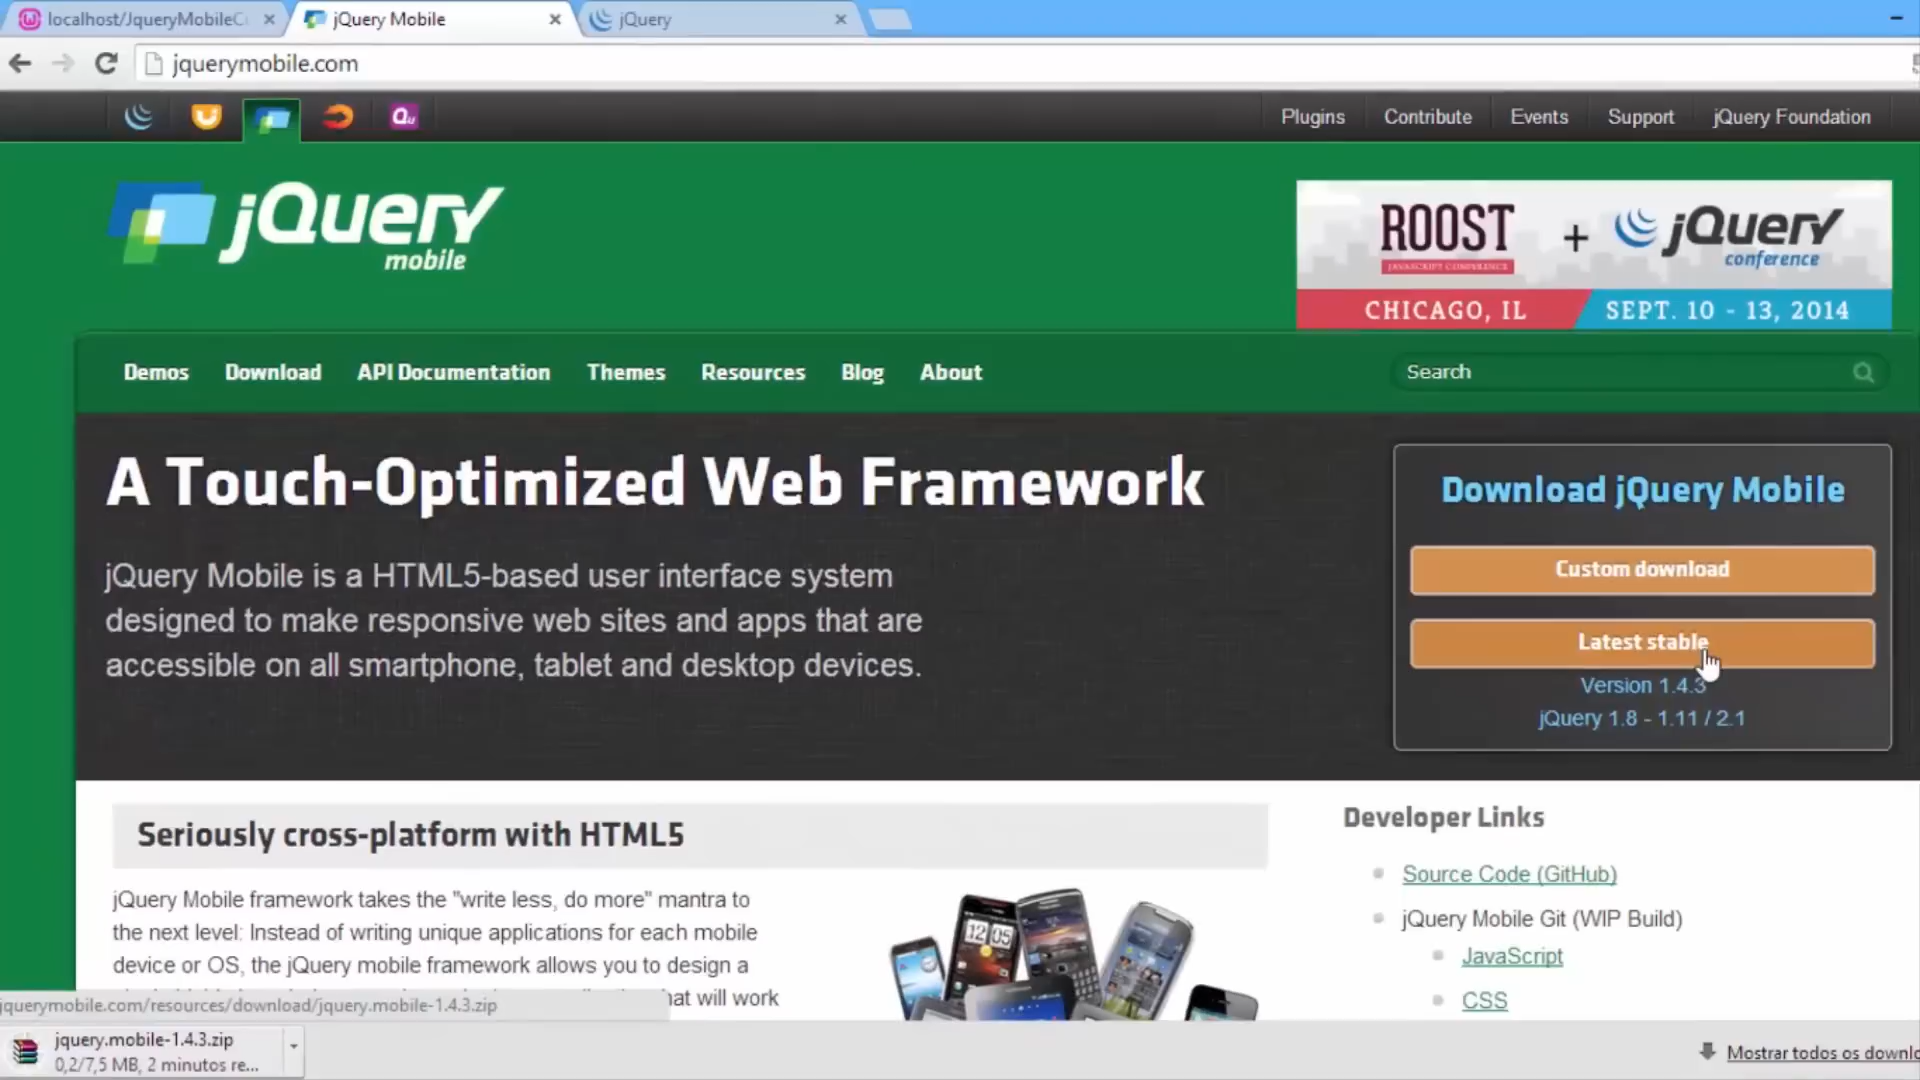 localhost/JqueryMobileC
jQuery Mobile
jQuery
jquerymobile.com
Plugins
Contribute
Events
Support
jQuery Foundation
jQuery
mobile
ROOST
JAVASCRIPT CONFERENCE
+
jQuery
conference
CHICAGO, IL
SEPT. 10 - 13, 2014
Demos
Download
API Documentation
Themes
Resources
Blog
About
Search
A Touch-Optimized Web Framework
jQuery Mobile is a HTML5-based user interface system
designed to make responsive web sites and apps that are
accessible on all smartphone, tablet and desktop devices.
Download jQuery Mobile
Custom download
Latest stable
Version 1.4.3
jQuery 1.8 - 1.11 / 2.1
Seriously cross-platform with HTML5
jQuery Mobile framework takes the "write less, do more" mantra to
the next level: Instead of writing unique applications for each mobile
device or OS, the jQuery mobile framework allows you to design a
hat will work
12 05
Developer Links
Source Code (GitHub)
jQuery Mobile Git (WIP Build)
JavaScript
CSS
jquerymobile.com/resources/download/jquery.mobile-1.4.3.zip
jquery.mobile-1.4.3.zip
0,2/7,5 MB, 2 minutos re...
Mostrar todos os downlo